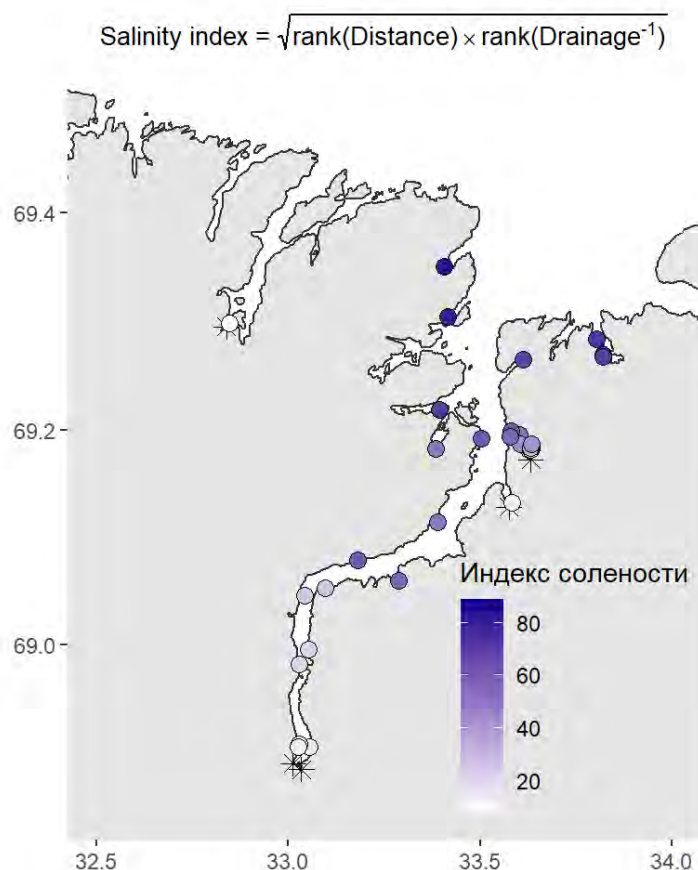 Salinity index = √rank(Distance) × rank(Drainage⁻¹)
69.4
69.2
69.0
Индекс солености
80
60
40
20
32.5 33.0 33.5 34.0